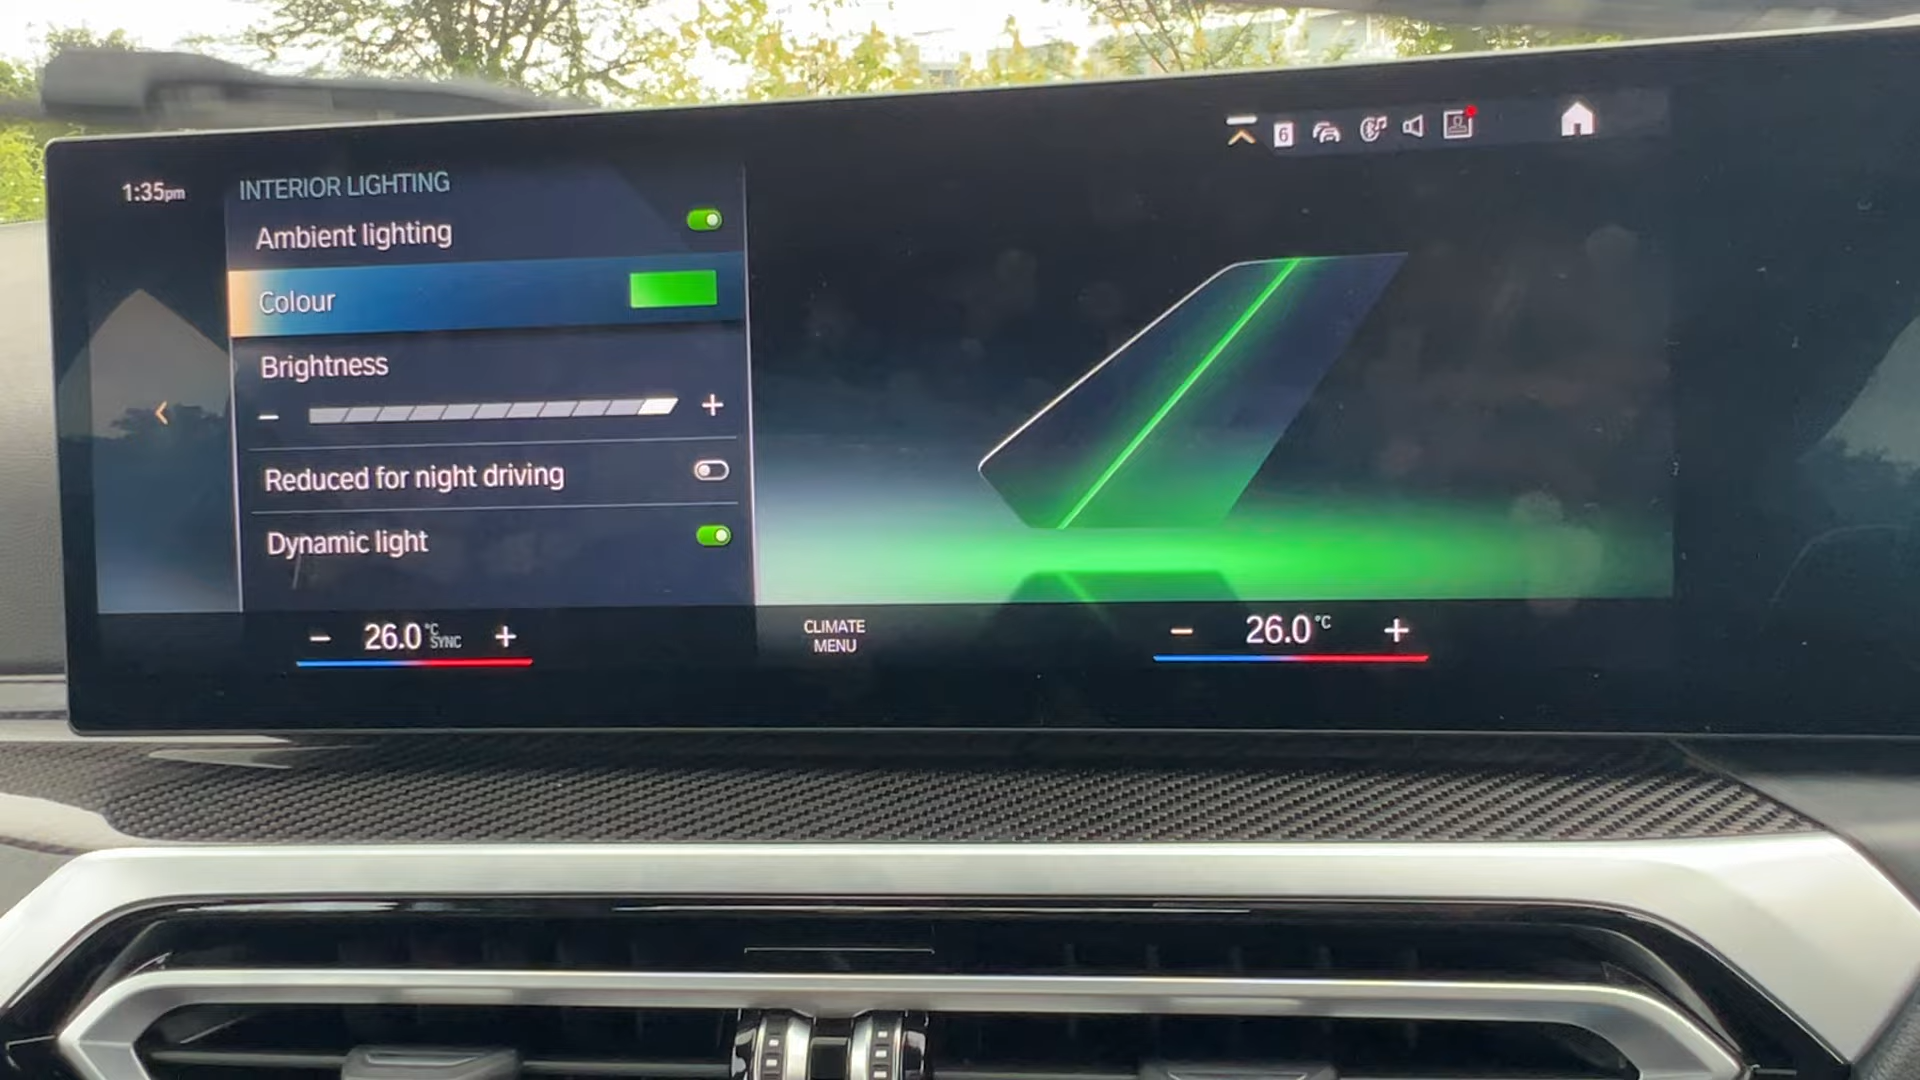 6
1:35pm
INTERIOR LIGHTING
Ambient lighting
Colour
Brightness
− +
Reduced for night driving
Dynamic light
− 26.0°C SYNC +
CLIMATE
MENU
− 26.0°C +